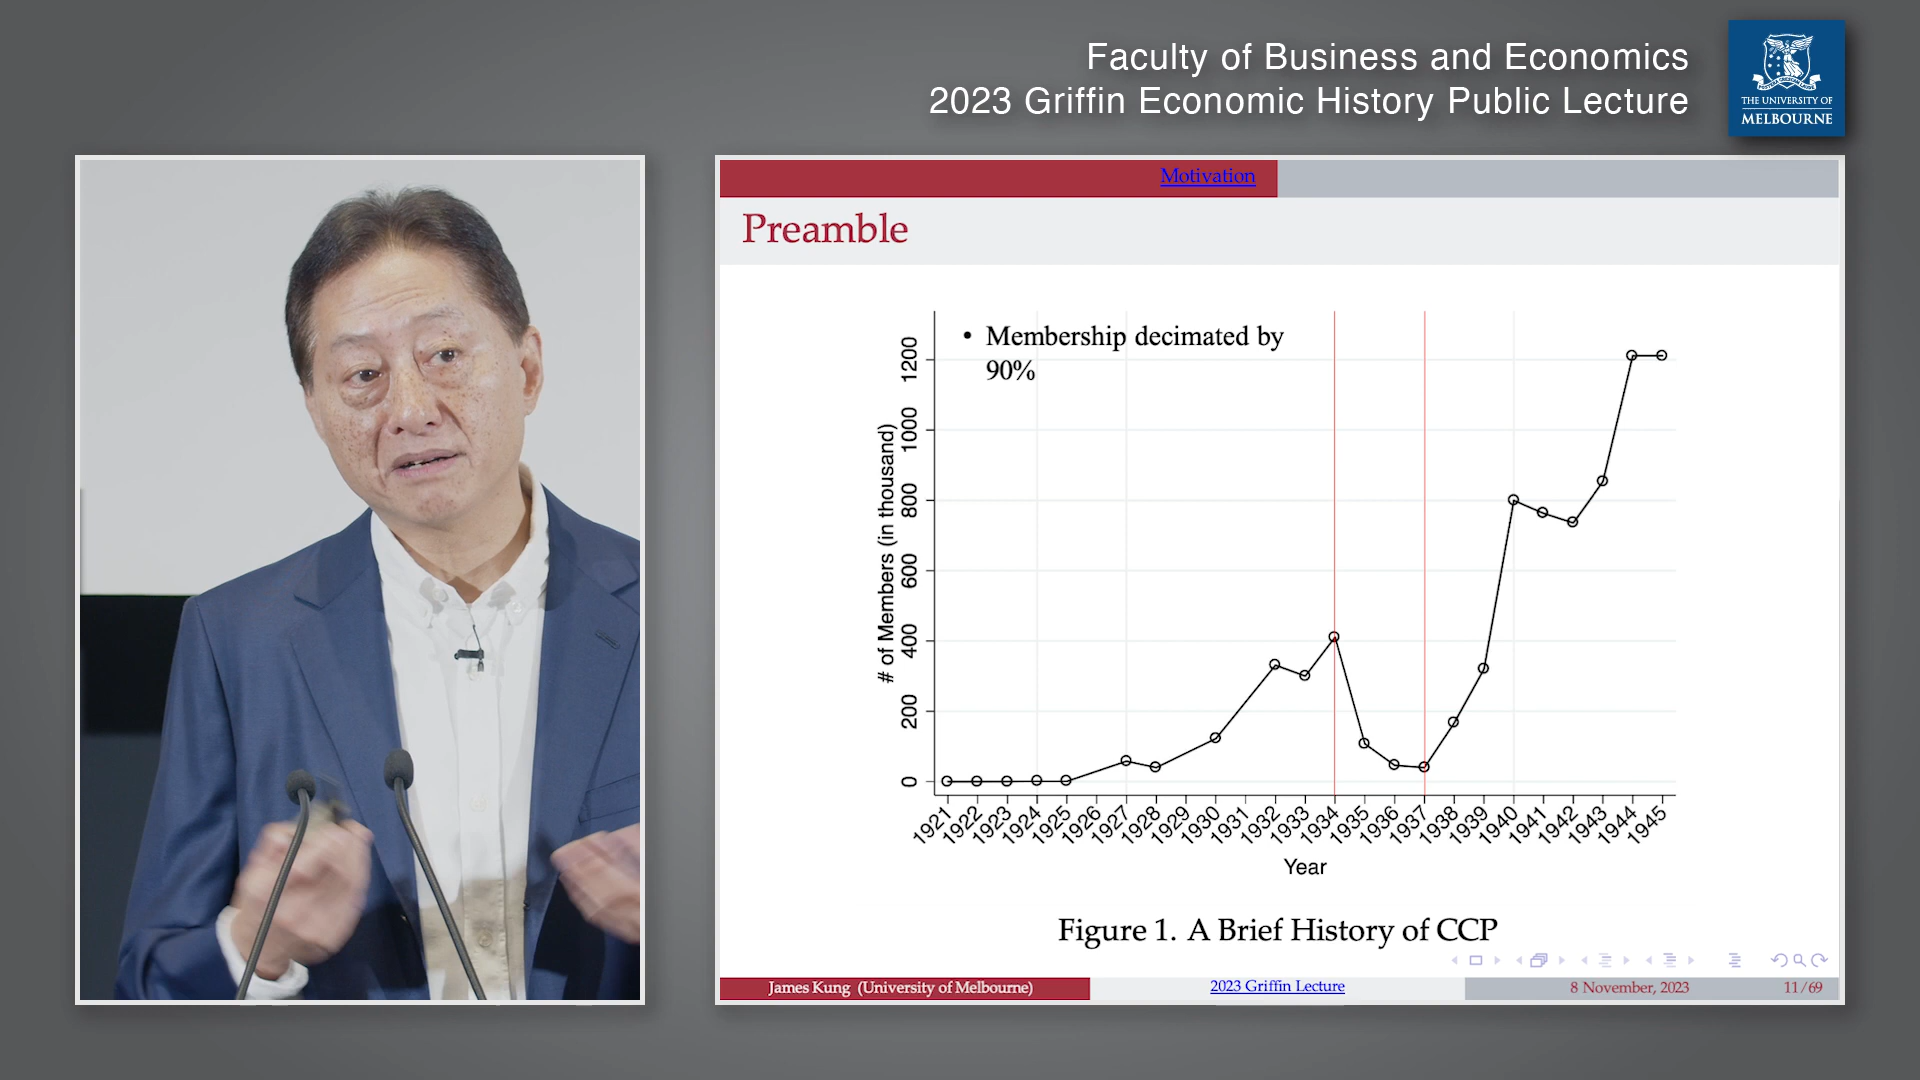 Faculty of Business and Economics
2023 Griffin Economic History Public Lecture
THE UNIVERSITY OF
MELBOURNE
Motivation
Preamble
• Membership decimated by
90%
# of Members (in thousand)
1200
1000
800
600
400
200
0
1921 1922 1923 1924 1925 1926 1927 1928 1929 1930 1931 1932 1933 1934 1935 1936 1937 1938 1939 1940 1941 1942 1943 1944 1945
Year
Figure 1. A Brief History of CCP
James Kung (University of Melbourne) 2023 Griffin Lecture 8 November, 2023 11/69